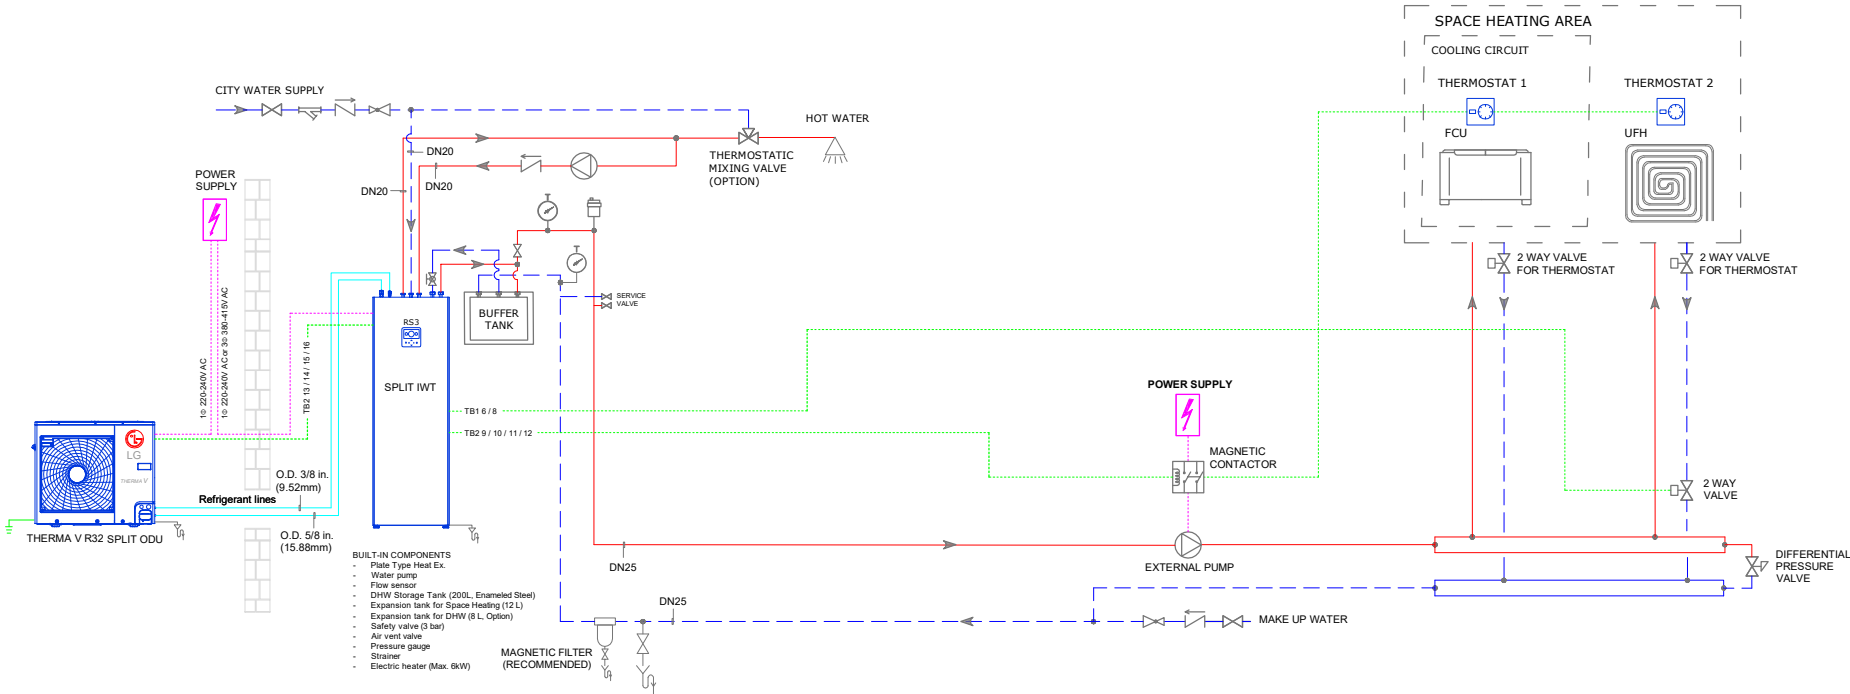 SPACE HEATING AREA
COOLING CIRCUIT
THERMOSTAT 1
THERMOSTAT 2
FCU
UFH
CITY WATER SUPPLY
HOT WATER
THERMOSTATIC
MIXING VALVE
(OPTION)
DN20
DN20
DN20
POWER
SUPPLY
1Φ 220-240V AC
1Φ 220-240V AC or 3Φ 380-415V AC
TB2 13 / 14 / 15 / 16
RS3
SPLIT IWT
BUFFER
TANK
SERVICE
VALVE
2 WAY VALVE
FOR THERMOSTAT
2 WAY VALVE
FOR THERMOSTAT
TB1 6 / 8
TB2 9 / 10 / 11 / 12
POWER SUPPLY
MAGNETIC
CONTACTOR
2 WAY
VALVE
LG
LG
THERMA V
Refrigerant lines
O.D. 3/8 in.
(9.52mm)
O.D. 5/8 in.
(15.88mm)
THERMA V R32 SPLIT ODU
BUILT-IN COMPONENTS
- Plate Type Heat Ex.
- Water pump
- Flow sensor
- DHW Storage Tank (200L, Enameled Steel)
- Expansion tank for Space Heating (12 L)
- Expansion tank for DHW (8 L, Option)
- Safety valve (3 bar)
- Air vent valve
- Pressure gauge
- Strainer
- Electric heater (Max. 6kW)
DN25
EXTERNAL PUMP
DIFFERENTIAL
PRESSURE
VALVE
DN25
MAKE UP WATER
MAGNETIC FILTER
(RECOMMENDED)